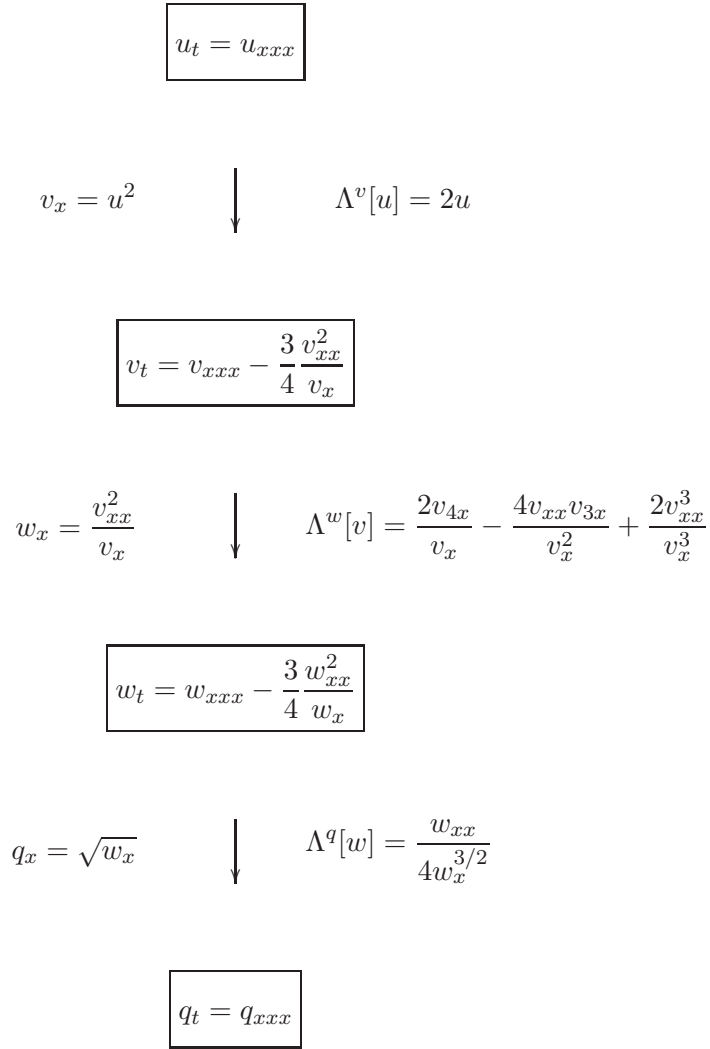 $u_t = u_{xxx}$
$v_x = u^2$ $\Lambda^v[u] = 2u$
$v_t = v_{xxx} - \frac{3}{4}\frac{v_{xx}^2}{v_x}$
$w_x = \frac{v_{xx}^2}{v_x}$ $\Lambda^w[v] = \frac{2v_{4x}}{v_x} - \frac{4v_{xx}v_{3x}}{v_x^2} + \frac{2v_{xx}^3}{v_x^3}$
$w_t = w_{xxx} - \frac{3}{4}\frac{w_{xx}^2}{w_x}$
$q_x = \sqrt{w_x}$ $\Lambda^q[w] = \frac{w_{xx}}{4w_x^{3/2}}$
$q_t = q_{xxx}$